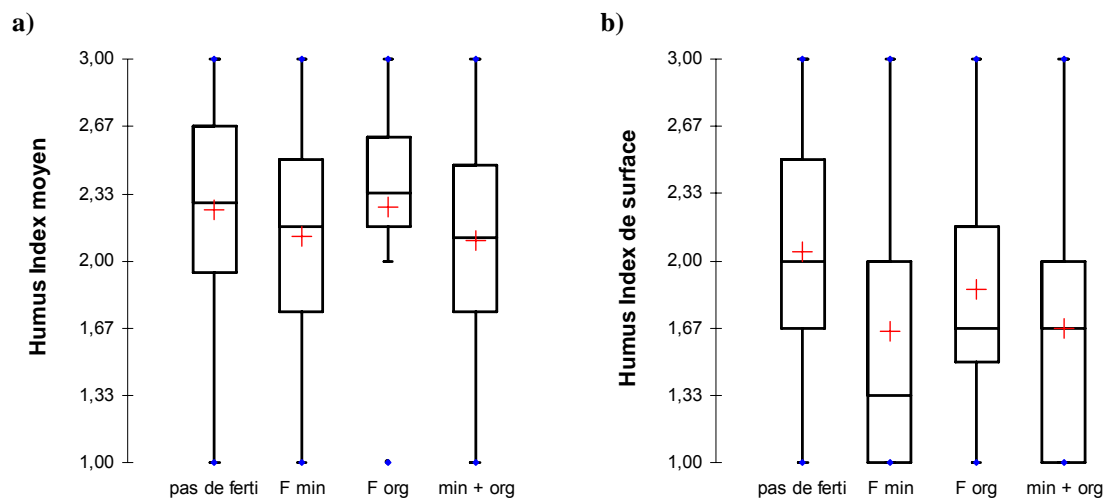 a)
3,00
2,67
2,33
2,00
1,67
1,33
1,00
Humus Index moyen
pas de ferti F min F org min + org
b)
3,00
2,67
2,33
2,00
1,67
1,33
1,00
Humus Index de surface
pas de ferti F min F org min + org